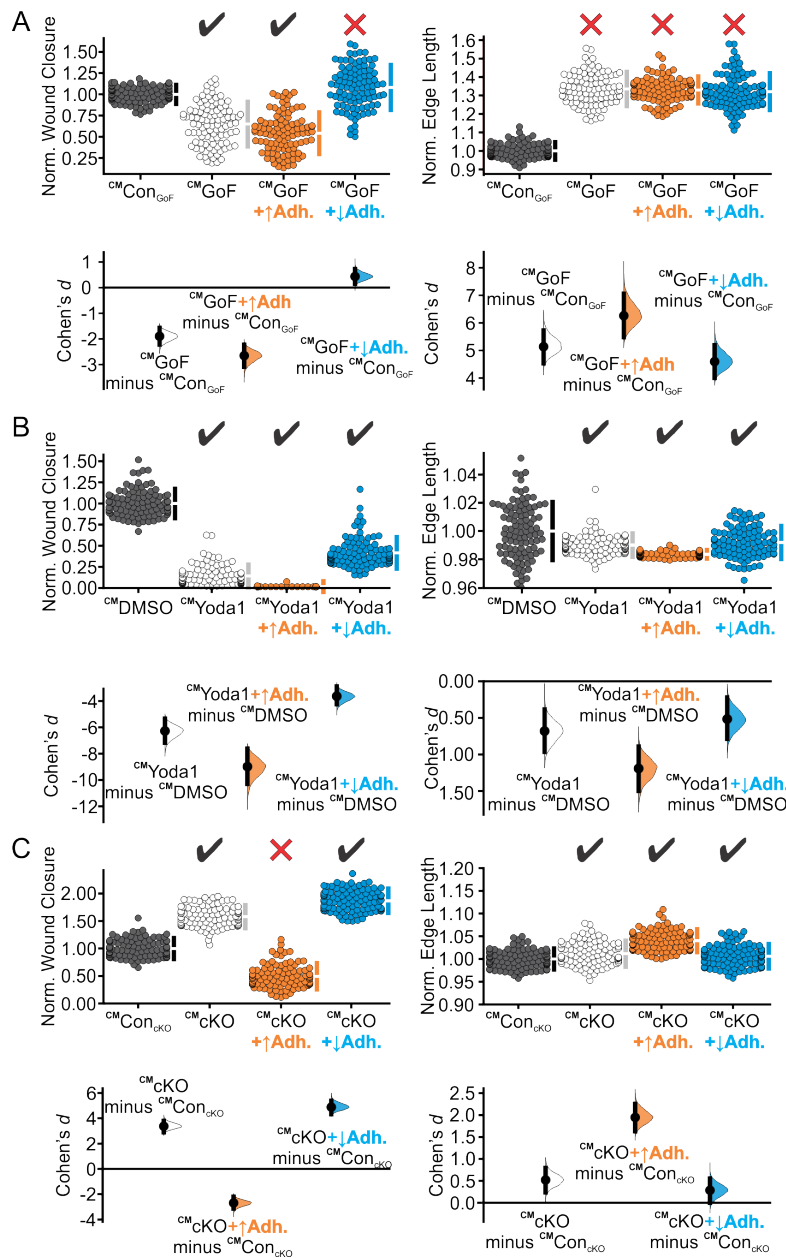 A
Norm. Wound Closure
1.50
1.25
1.00
0.75
0.50
0.25
CMConGoF
CMGoF
CMGoF
+↑Adh.
CMGoF
+↓Adh.
Norm. Edge Length
1.6
1.5
1.4
1.3
1.2
1.1
1.0
0.9
CMConGoF
CMGoF
CMGoF
+↑Adh.
CMGoF
+↓Adh.
Cohen's d
1
0
-1
-2
-3
CMGoF
minus CMConGoF
CMGoF+↑Adh
minus CMConGoF
CMGoF+↓Adh.
minus CMConGoF
Cohen's d
8
7
6
5
4
CMGoF
minus CMConGoF
CMGoF+↑Adh
minus CMConGoF
CMGoF+↓Adh.
minus CMConGoF
B
Norm. Wound Closure
1.50
1.25
1.00
0.75
0.50
0.25
0.00
CMDMSO
CMYoda1
CMYoda1
+↑Adh.
CMYoda1
+↓Adh.
Norm. Edge Length
1.04
1.02
1.00
0.98
0.96
CMDMSO
CMYoda1
CMYoda1
+↑Adh.
CMYoda1
+↓Adh.
Cohen's d
-4
-6
-8
-10
-12
CMYoda1
minus CMDMSO
CMYoda1+↑Adh.
minus CMDMSO
CMYoda1+↓Adh.
minus CMDMSO
Cohen's d
0.00
0.50
1.00
1.50
CMYoda1
minus CMDMSO
CMYoda1+↑Adh.
minus CMDMSO
CMYoda1+↓Adh.
minus CMDMSO
C
Norm. Wound Closure
2.00
1.50
1.00
0.50
0.00
CMConcKO
CMcKO
CMcKO
+↑Adh.
CMcKO
+↓Adh.
Norm. Edge Length
1.20
1.15
1.10
1.05
1.00
0.95
0.90
CMConcKO
CMcKO
CMcKO
+↑Adh.
CMcKO
+↓Adh.
Cohen's d
6
4
2
0
-2
-4
CMcKO
minus CMConcKO
CMcKO+↑Adh.
minus CMConcKO
CMcKO+↓Adh.
minus CMConcKO
Cohen's d
2.5
2.0
1.5
1.0
0.5
0.0
CMcKO
minus CMConcKO
CMcKO+↑Adh.
minus CMConcKO
CMcKO+↓Adh.
minus CMConcKO